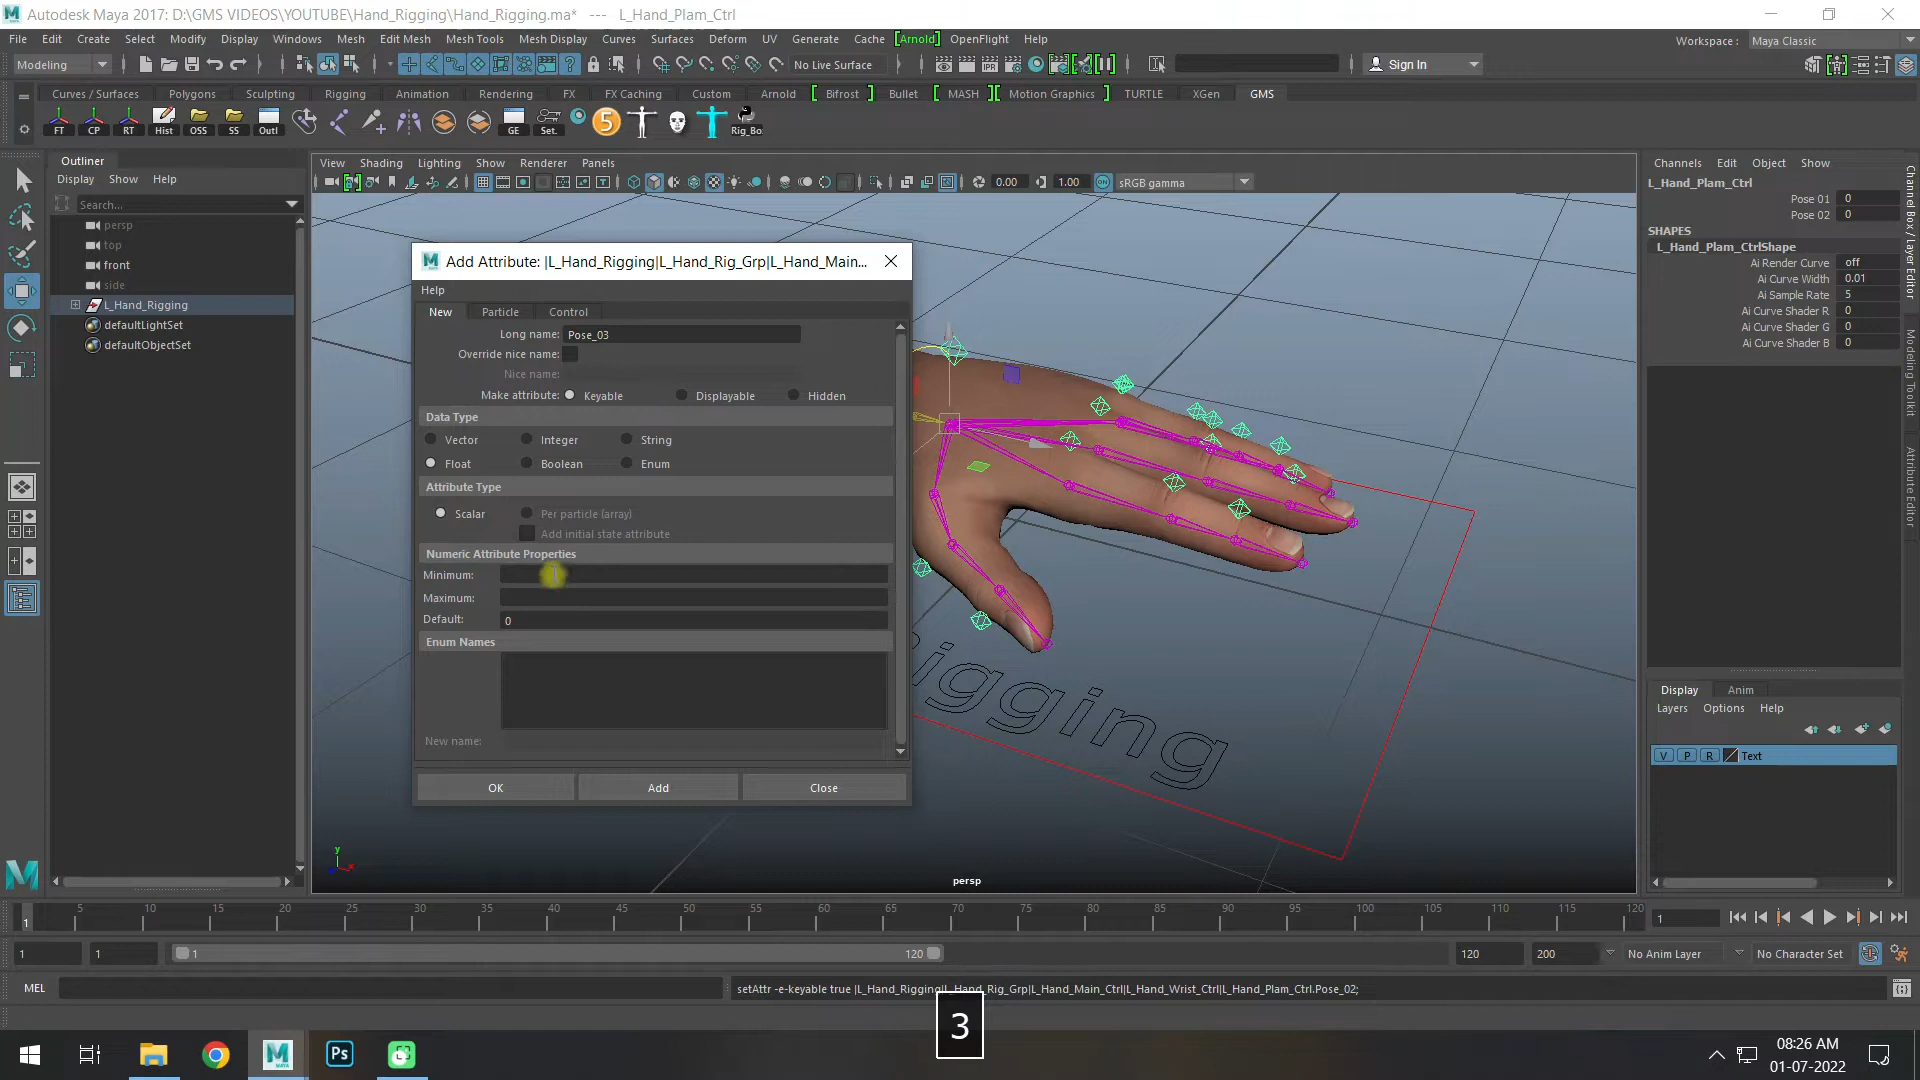 Autodesk Maya 2017: D:\GMS VIDEOS\YOUTUBE\Hand_Rigging\Hand_Rigging.ma* --- L_Hand_Plam_Ctrl
File Edit Create Select Modify Display Windows Mesh Edit Mesh Mesh Tools Mesh Display Curves Surfaces Deform UV Generate Cache [Arnold] OpenFlight Help
Workspace : Maya Classic
Modeling
No Live Surface
Sign In
Curves / Surfaces Polygons Sculpting Rigging Animation Rendering FX FX Caching Custom Arnold [ Bifrost ] Bullet [ MASH ][ Motion Graphics ] TURTLE XGen GMS
FT CP RT Hist OSS SS Outl GE Set. 5 Rig_Bo
Outliner
Display Show Help
Search...
persp
top
front
side
L_Hand_Rigging
defaultLightSet
defaultObjectSet
View Shading Lighting Show Renderer Panels
0.00 1.00 sRGB gamma
Add Attribute: |L_Hand_Rigging|L_Hand_Rig_Grp|L_Hand_Main...
Help
New Particle Control
Long name: Pose_03
Override nice name:
Nice name:
Make attribute: Keyable Displayable Hidden
Data Type
Vector Integer String
Float Boolean Enum
Attribute Type
Scalar Per particle (array)
Add initial state attribute
Numeric Attribute Properties
Minimum:
Maximum:
Default: 0
Enum Names
New name:
OK Add Close
igging
y
x
persp
Channels Edit Object Show
L_Hand_Plam_Ctrl
Pose 01 0
Pose 02 0
SHAPES
L_Hand_Plam_CtrlShape
Ai Render Curve off
Ai Curve Width 0.01
Ai Sample Rate 5
Ai Curve Shader R 0
Ai Curve Shader G 0
Ai Curve Shader B 0
Channel Box / Layer Editor
Modeling Toolkit
Attribute Editor
Display Anim
Layers Options Help
V P R Text
5 10 15 20 25 30 35 40 45 50 55 60 65 70 75 80 85 90 95 100 105 110 115 120
1
1
1 1 1 120 120 200 No Anim Layer No Character Set
MEL
setAttr -e-keyable true |L_Hand_Rigging|L_Hand_Rig_Grp|L_Hand_Main_Ctrl|L_Hand_Wrist_Ctrl|L_Hand_Plam_Ctrl.Pose_02;
3
Ps
08:26 AM
01-07-2022